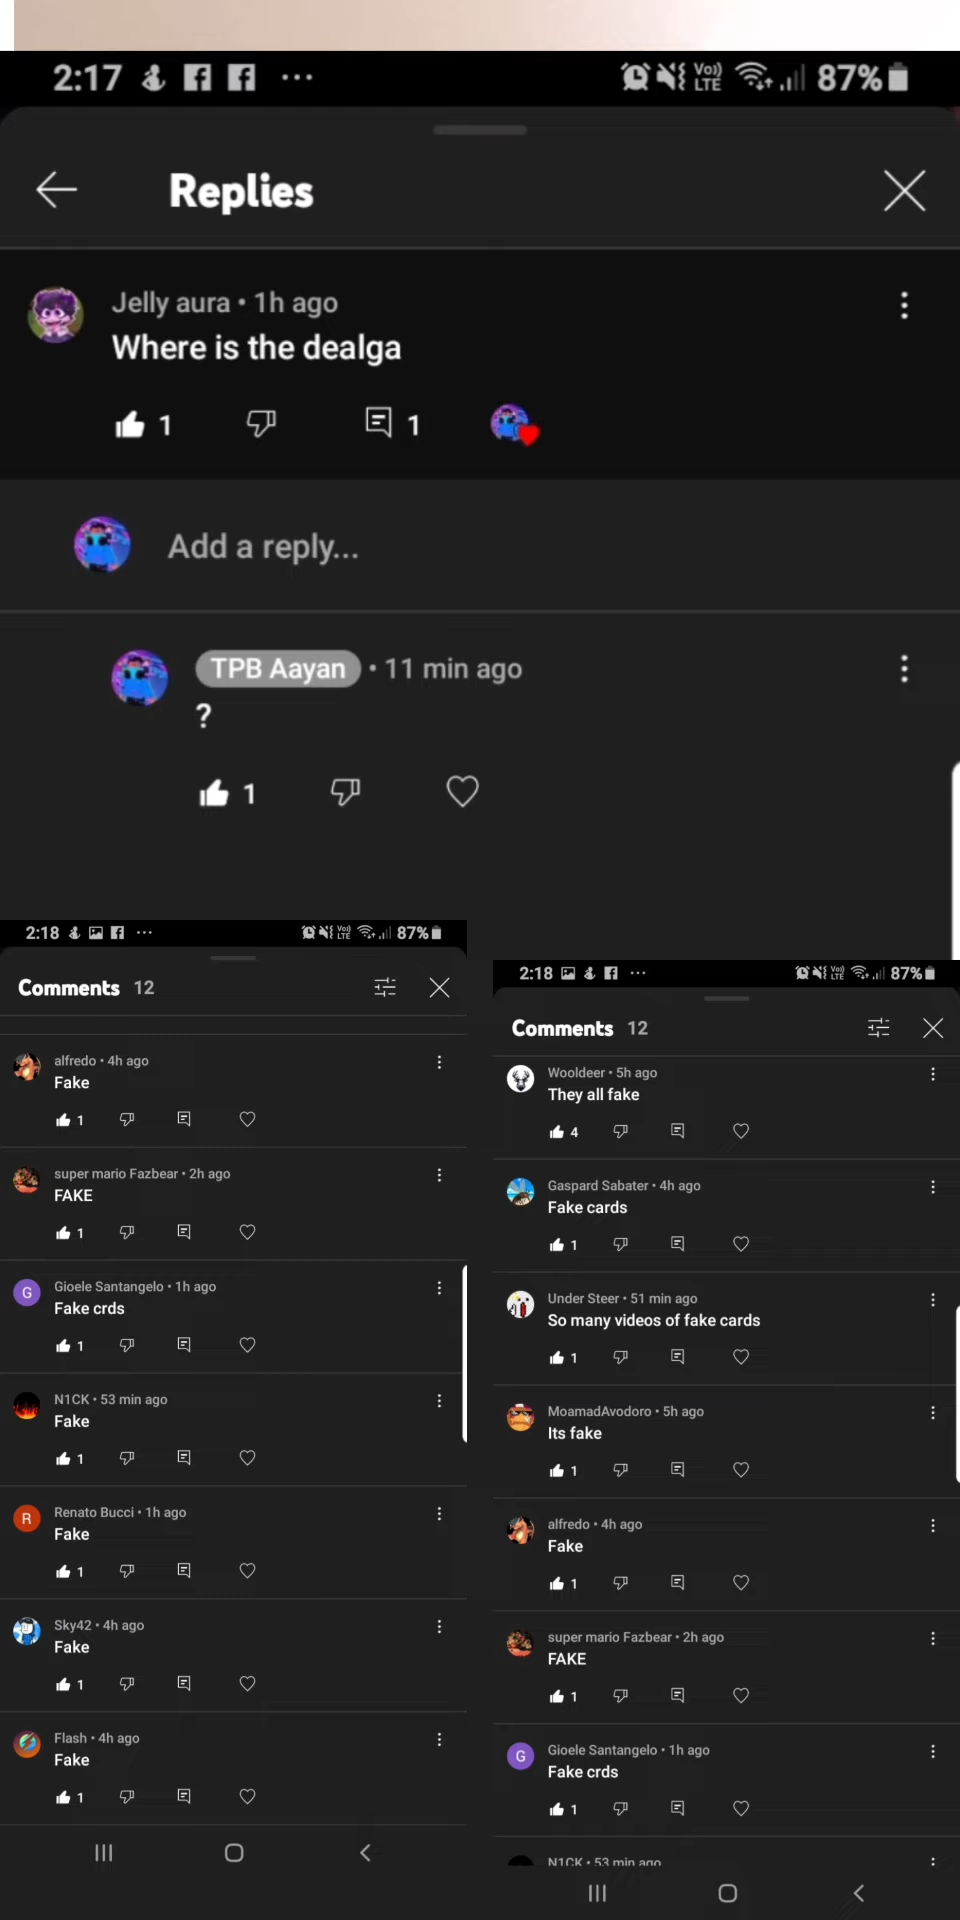 2:17 ... Vo)) LTE 87%
Replies
Jelly aura • 1h ago
Where is the dealga
1 1
Add a reply...
TPB Aayan • 11 min ago
?
1
2:18 ... Vo)) LTE 87%
Comments 12
alfredo • 4h ago
Fake
1
super mario Fazbear • 2h ago
FAKE
1
G Gioele Santangelo • 1h ago
Fake crds
1
N1CK • 53 min ago
Fake
1
R Renato Bucci • 1h ago
Fake
1
Sky42 • 4h ago
Fake
1
Flash • 4h ago
Fake
1
2:18 ... Vo)) LTE 87%
Comments 12
Wooldeer • 5h ago
They all fake
4
Gaspard Sabater • 4h ago
Fake cards
1
Under Steer • 51 min ago
So many videos of fake cards
1
MoamadAvodoro • 5h ago
Its fake
1
alfredo • 4h ago
Fake
1
super mario Fazbear • 2h ago
FAKE
1
G Gioele Santangelo • 1h ago
Fake crds
1
N1CK • 53 min ago